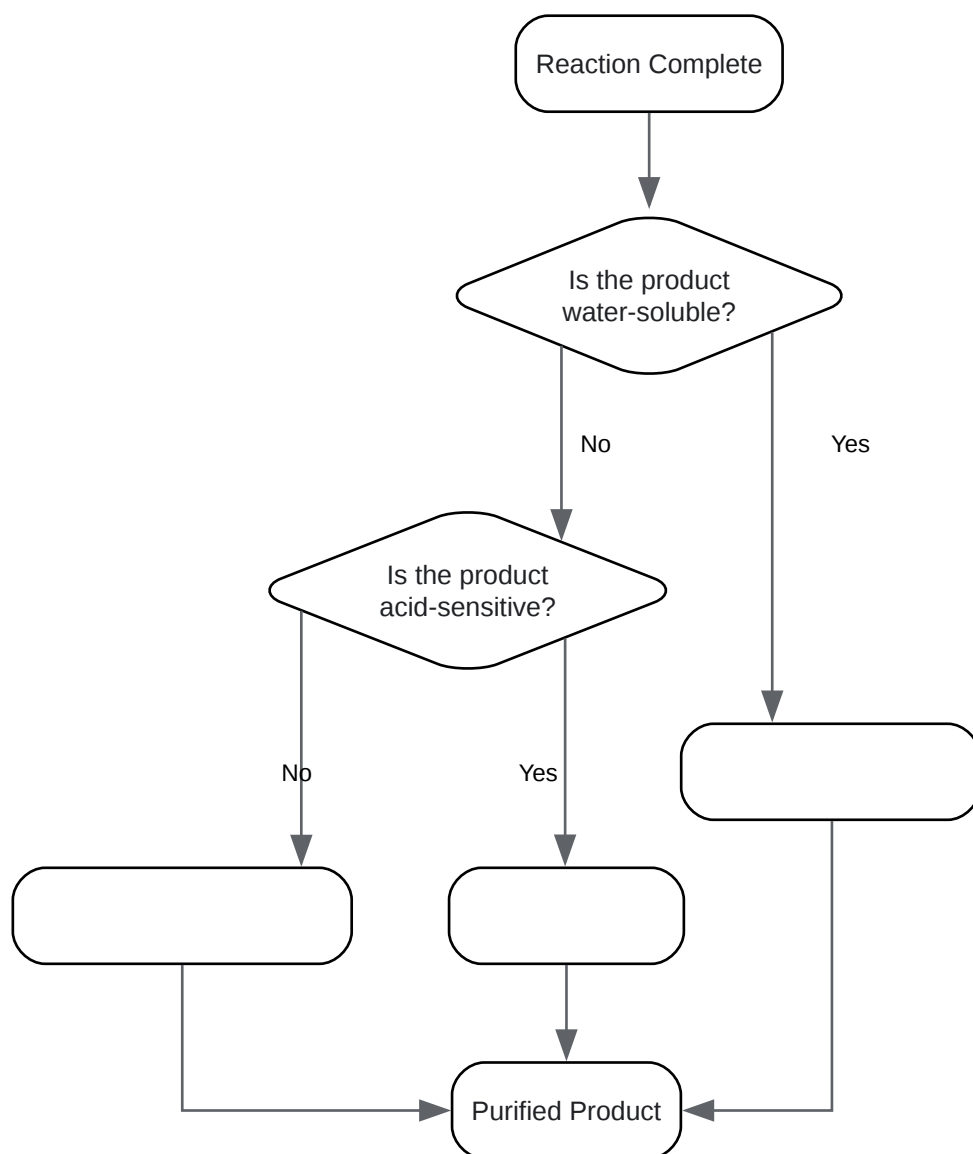 Reaction Complete
Is the product
water-soluble?
No
Yes
Is the product
acid-sensitive?
No
Yes
Purified Product